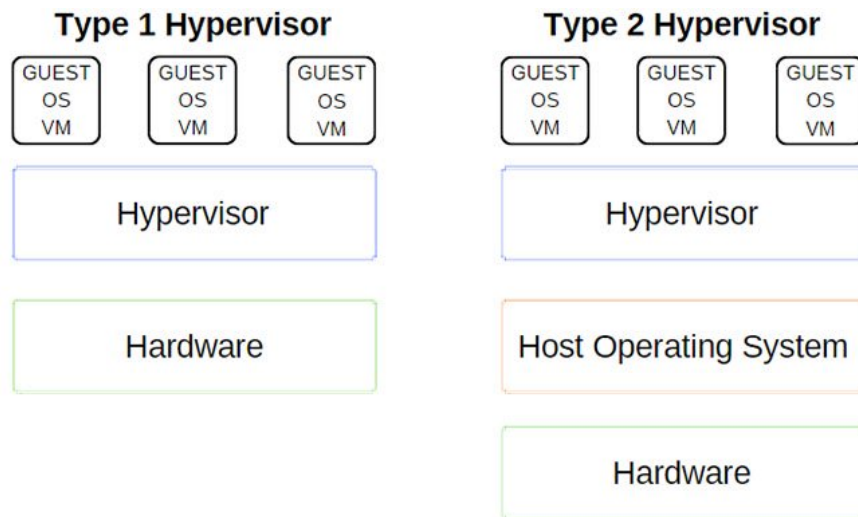 Type 1 Hypervisor
GUEST
OS
VM
GUEST
OS
VM
GUEST
OS
VM
Hypervisor
Hardware
Type 2 Hypervisor
GUEST
OS
VM
GUEST
OS
VM
GUEST
OS
VM
Hypervisor
Host Operating System
Hardware